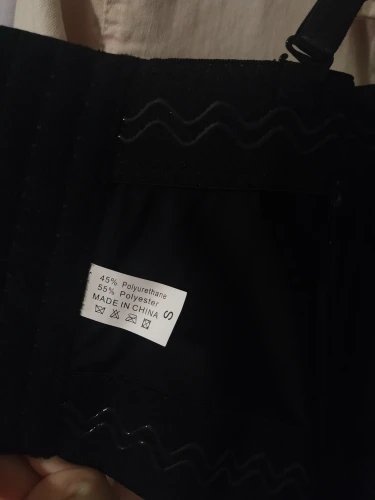 45% Polyurethane
55% Polyester
MADE IN CHINA
S